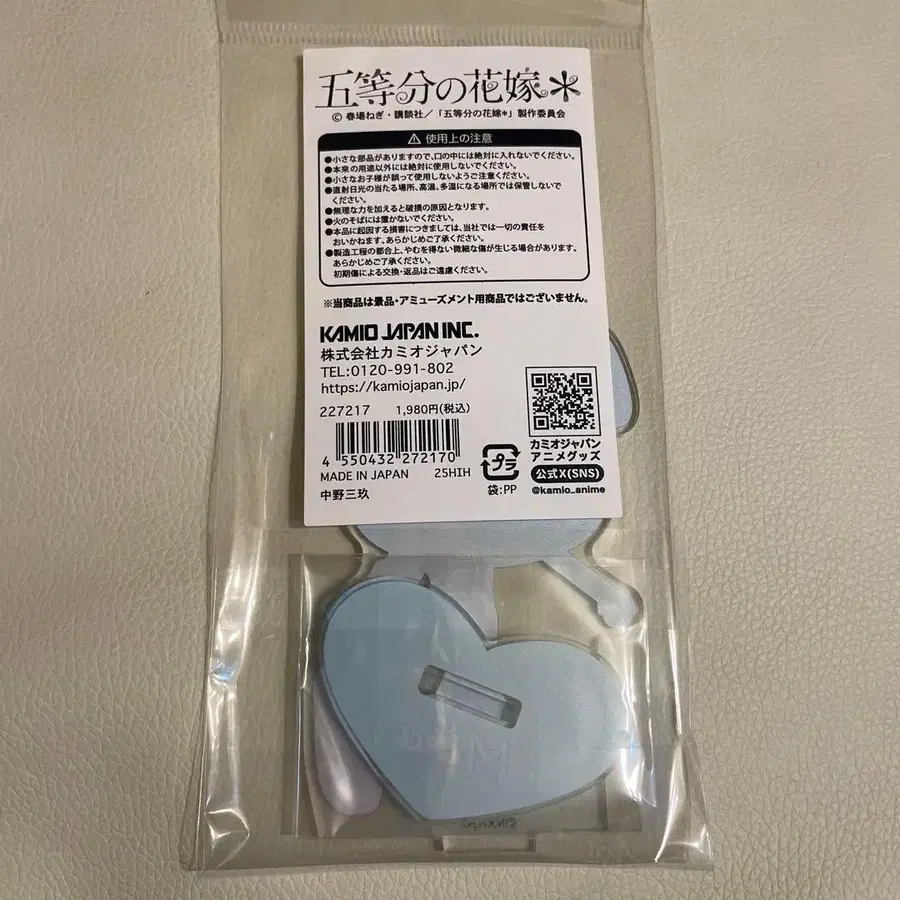 五等分の花嫁＊
© 春場ねぎ・講談社／「五等分の花嫁*」製作委員会
⚠ 使用上の注意
●小さな部品がありますので、口の中には絶対に入れないでください。
●本来の用途以外には絶対に使用しないでください。
●小さなお子様が誤って使用しないようご注意ください。
●直射日光の当たる場所、高温、多湿になる場所では保管しないで
ください。
●無理な力を加えると破損の原因となります。
●火のそばには置かないでください。
●本品に起因する損害につきましては、当社では一切の責任を
おいかねます。あらかじめご了承ください。
●製造工程の都合上、やむを得ない微細な傷が生じる場合があります。
あらかじめご了承ください。
初期傷による交換・返品はご遠慮ください。
※当商品は景品・アミューズメント用商品ではございません。
KAMIO JAPAN INC.
株式会社カミオジャパン
TEL:0120-991-802
https://kamiojapan.jp/
227217 1,980円(税込)
4 550432 272170
MADE IN JAPAN 25HIH
中野三玖
プラ
袋:PP
カミオジャパン
アニメグッズ
公式X(SNS)
@kamio_anime